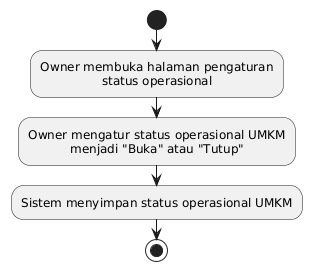 Owner membuka halaman pengaturan
status operasional
Owner mengatur status operasional UMKM
menjadi "Buka" atau "Tutup"
Sistem menyimpan status operasional UMKM